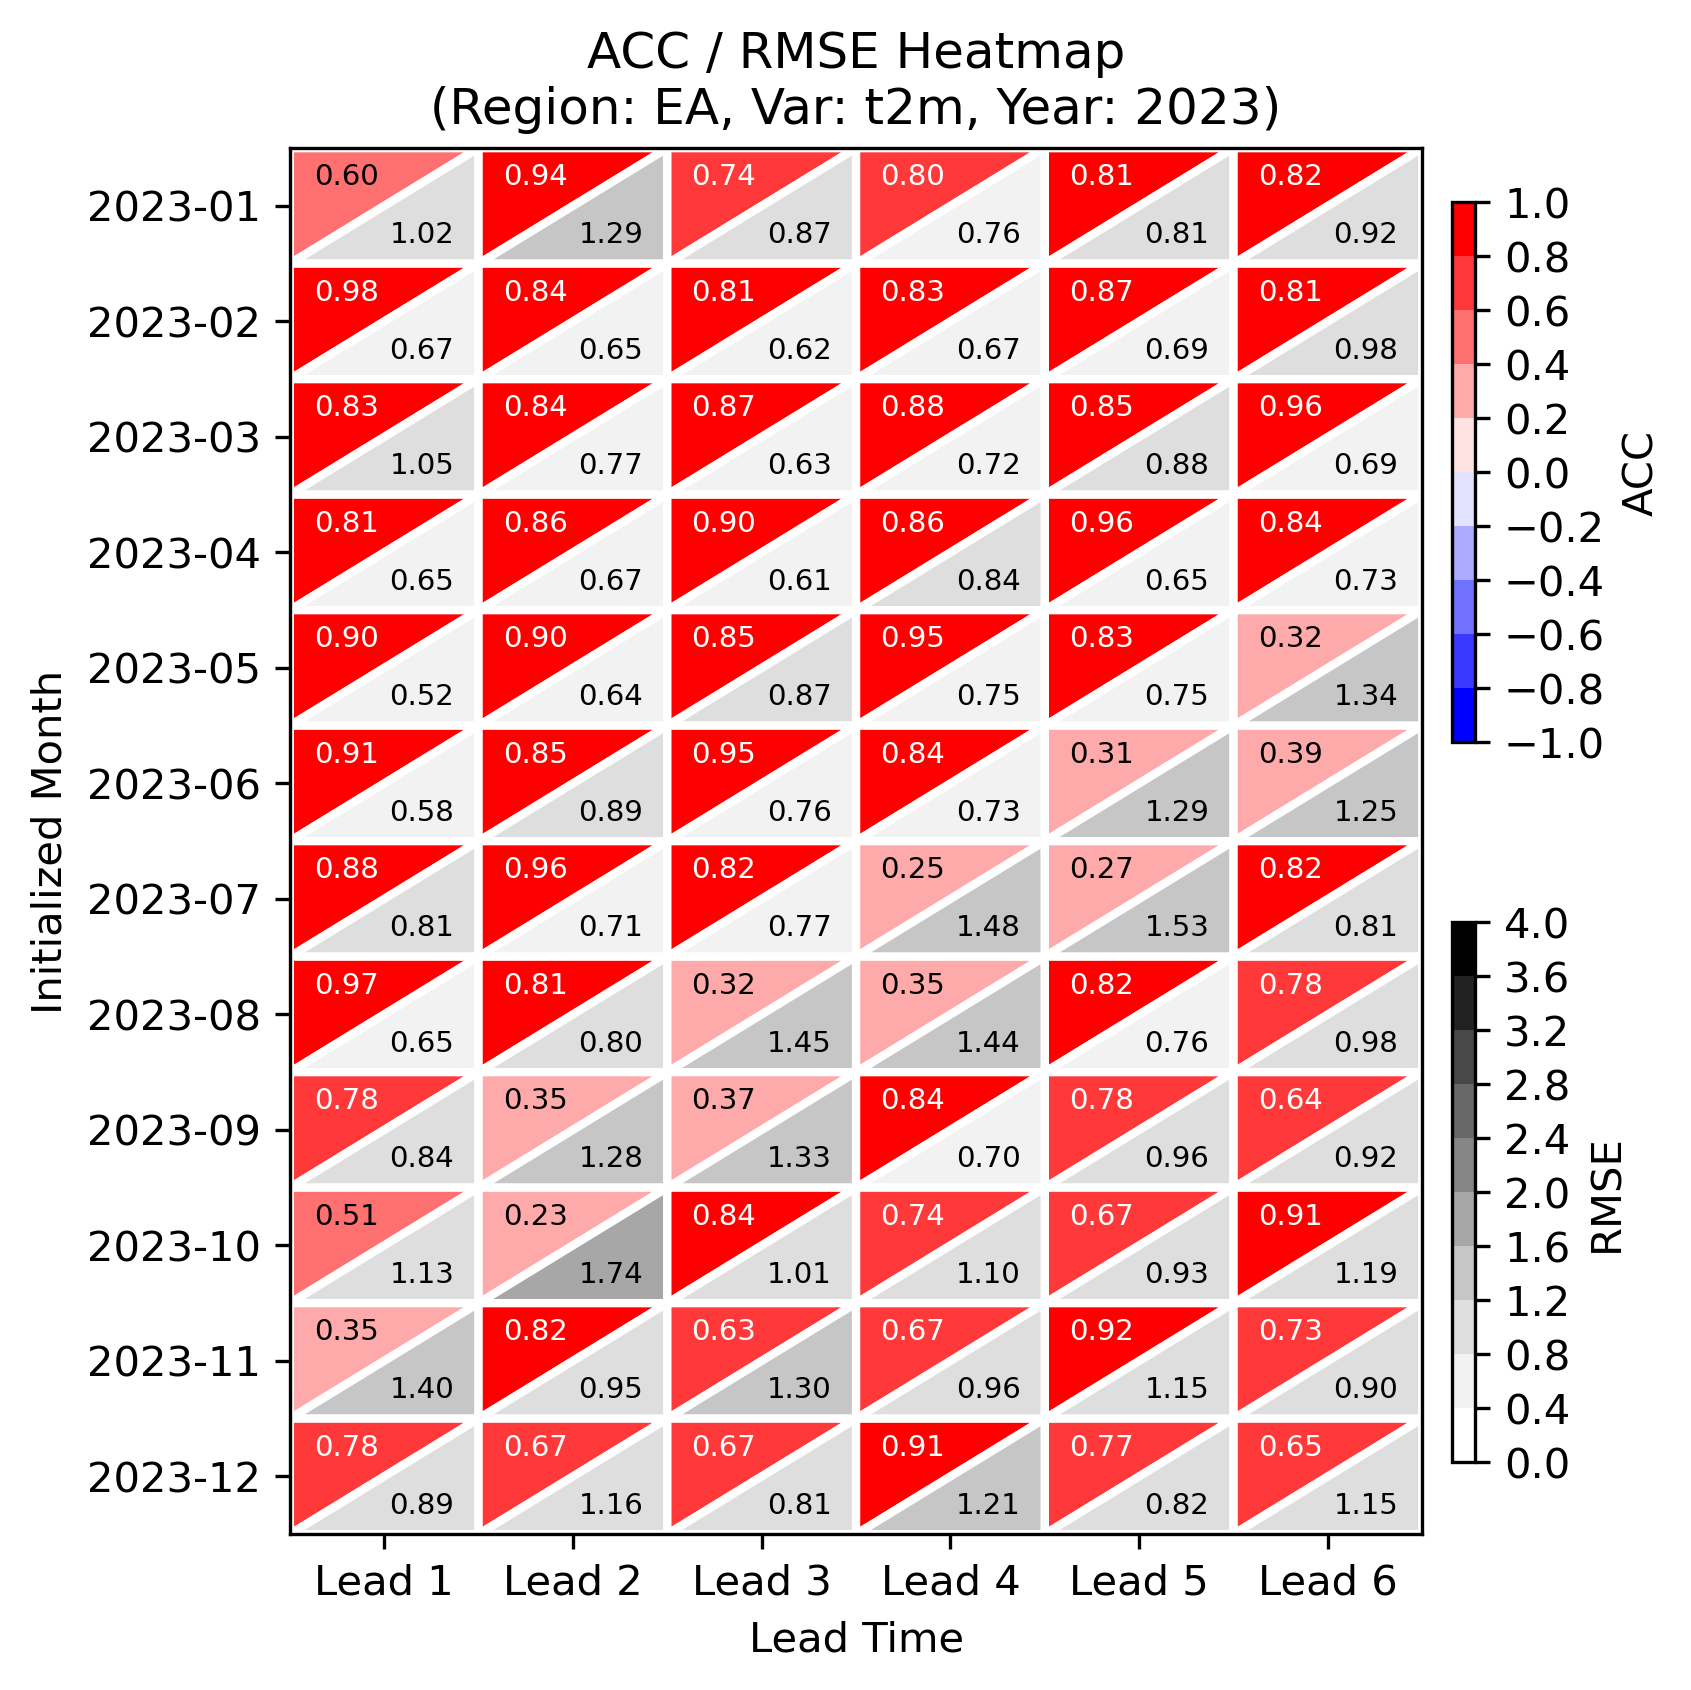 ACC / RMSE Heatmap
(Region: EA, Var: t2m, Year: 2023)
Initialized Month
2023-01
0.60 0.94 0.74 0.80 0.81 0.82
1.02 1.29 0.87 0.76 0.81 0.92
2023-02
0.98 0.84 0.81 0.83 0.87 0.81
0.67 0.65 0.62 0.67 0.69 0.98
2023-03
0.83 0.84 0.87 0.88 0.85 0.96
1.05 0.77 0.63 0.72 0.88 0.69
2023-04
0.81 0.86 0.90 0.86 0.96 0.84
0.65 0.67 0.61 0.84 0.65 0.73
2023-05
0.90 0.90 0.85 0.95 0.83 0.32
0.52 0.64 0.87 0.75 0.75 1.34
2023-06
0.91 0.85 0.95 0.84 0.31 0.39
0.58 0.89 0.76 0.73 1.29 1.25
2023-07
0.88 0.96 0.82 0.25 0.27 0.82
0.81 0.71 0.77 1.48 1.53 0.81
2023-08
0.97 0.81 0.32 0.35 0.82 0.78
0.65 0.80 1.45 1.44 0.76 0.98
2023-09
0.78 0.35 0.37 0.84 0.78 0.64
0.84 1.28 1.33 0.70 0.96 0.92
2023-10
0.51 0.23 0.84 0.74 0.67 0.91
1.13 1.74 1.01 1.10 0.93 1.19
2023-11
0.35 0.82 0.63 0.67 0.92 0.73
1.40 0.95 1.30 0.96 1.15 0.90
2023-12
0.78 0.67 0.67 0.91 0.77 0.65
0.89 1.16 0.81 1.21 0.82 1.15
Lead 1 Lead 2 Lead 3 Lead 4 Lead 5 Lead 6
Lead Time
1.0
0.8
0.6
0.4
0.2
0.0
−0.2
−0.4
−0.6
−0.8
−1.0
ACC
4.0
3.6
3.2
2.8
2.4
2.0
1.6
1.2
0.8
0.4
0.0
RMSE